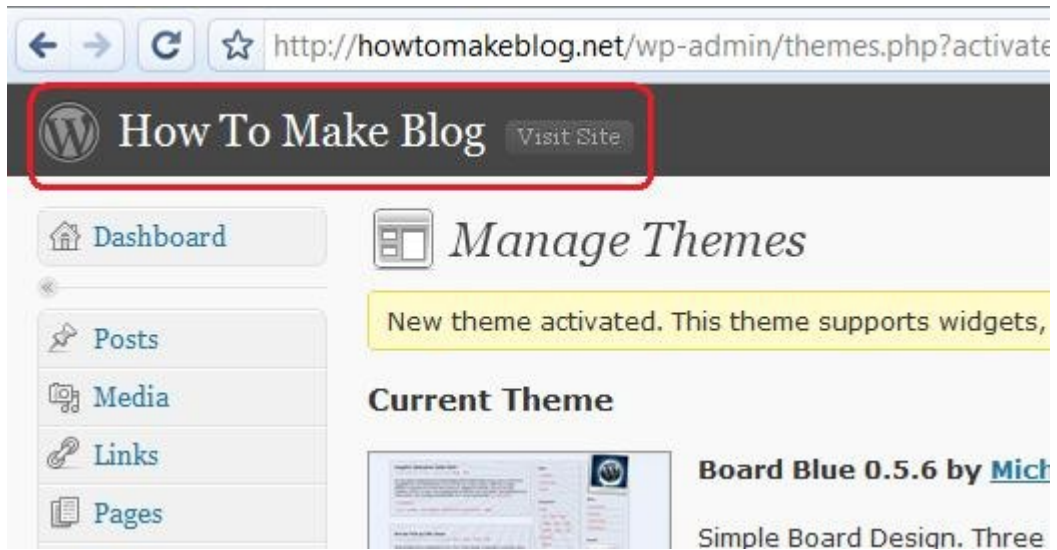 http://howtomakeblog.net/wp-admin/themes.php?activate
How To Make Blog Visit Site
Dashboard
Manage Themes
New theme activated. This theme supports widgets,
Posts
Media
Current Theme
Links
Board Blue 0.5.6 by Mich
Pages
Simple Board Design. Three